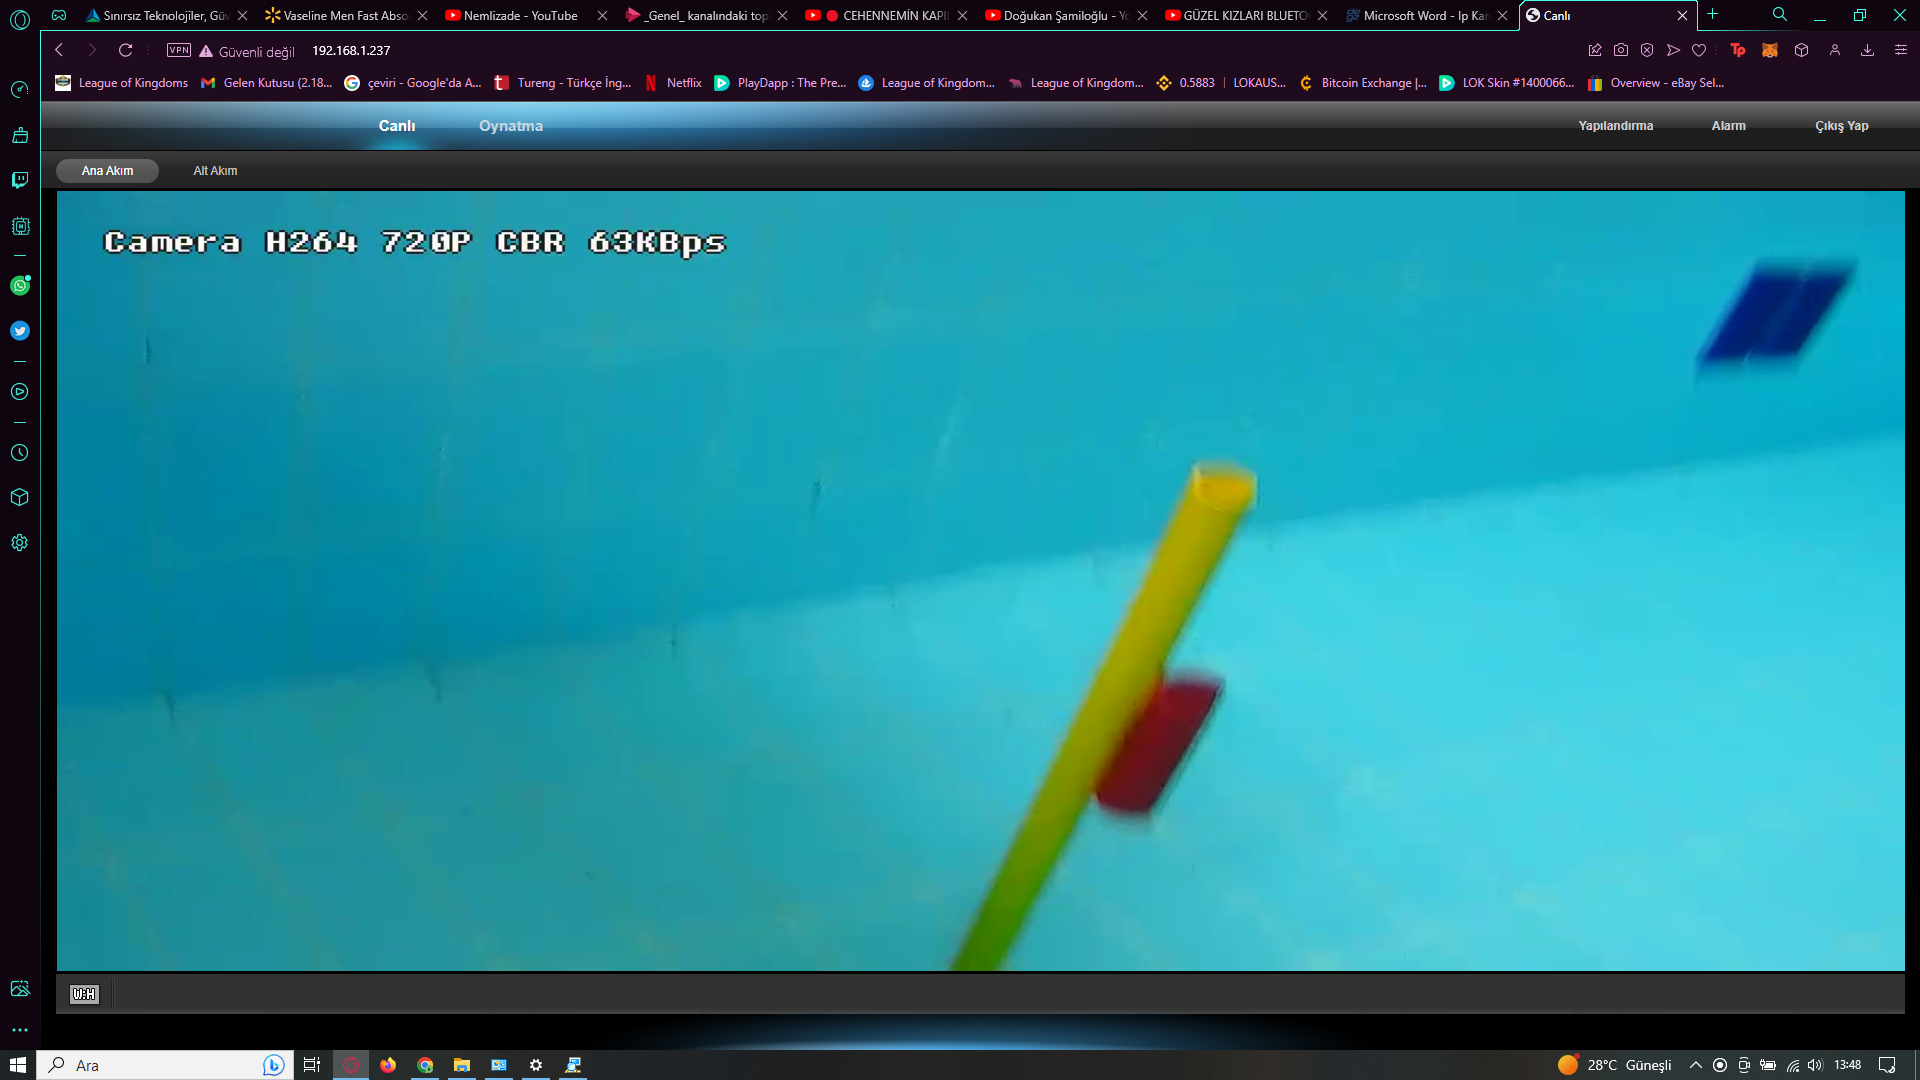 Sınırsız Teknolojiler, Güv
Vaseline Men Fast Abso
Nemlizade - YouTube
_Genel_ kanalındaki top
CEHENNEMİN KAPI
Doğukan Şamiloğlu - Yo
GÜZEL KIZLARI BLUETO
Microsoft Word - Ip Kam
Canlı
VPN
Güvenli değil
192.168.1.237
Tp
League of Kingdoms
Gelen Kutusu (2.18...
çeviri - Google'da A...
Tureng - Türkçe İng...
Netflix
PlayDapp : The Pre...
League of Kingdom...
League of Kingdom...
0.5883 | LOKAUS...
Bitcoin Exchange |...
LOK Skin #1400066...
Overview - eBay Sel...
Canlı
Oynatma
Yapılandırma
Alarm
Çıkış Yap
Ana Akım
Alt Akım
Camera H264 720P CBR 63KBps
W:H
Ara
28°C Güneşli
13:48